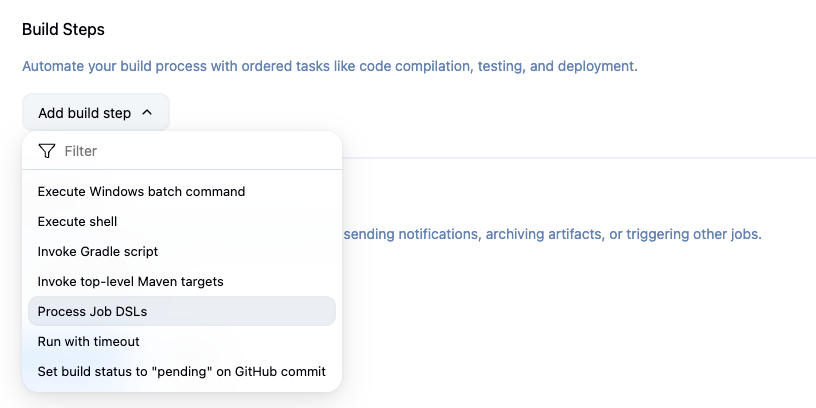 Build Steps
Automate your build process with ordered tasks like code compilation, testing, and deployment.
Add build step
Filter
Execute Windows batch command
Execute shell
sending notifications, archiving artifacts, or triggering other jobs.
Invoke Gradle script
Invoke top-level Maven targets
Process Job DSLs
Run with timeout
Set build status to "pending" on GitHub commit